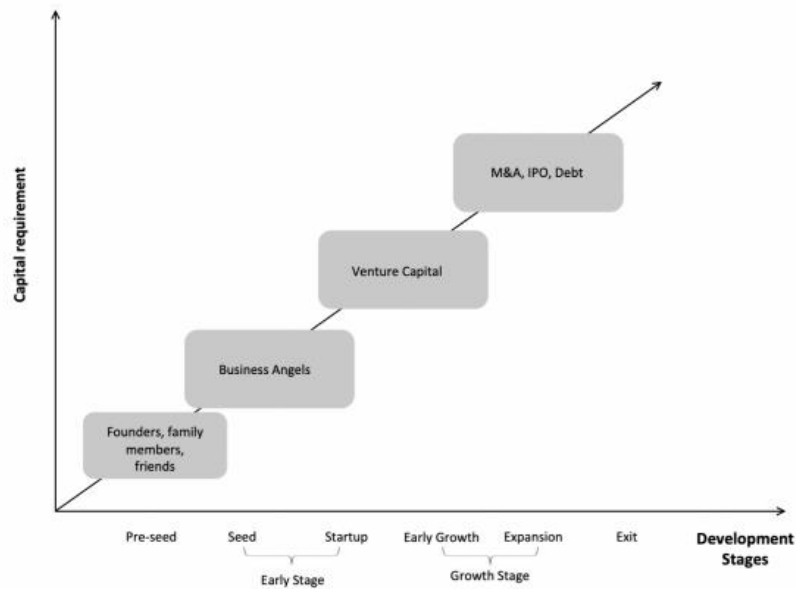 Capital requirement
M&A, IPO, Debt
Venture Capital
Business Angels
Founders, family
members,
friends
Pre-seed
Seed
Startup
Early Growth
Expansion
Exit
Development
Stages
Early Stage
Growth Stage